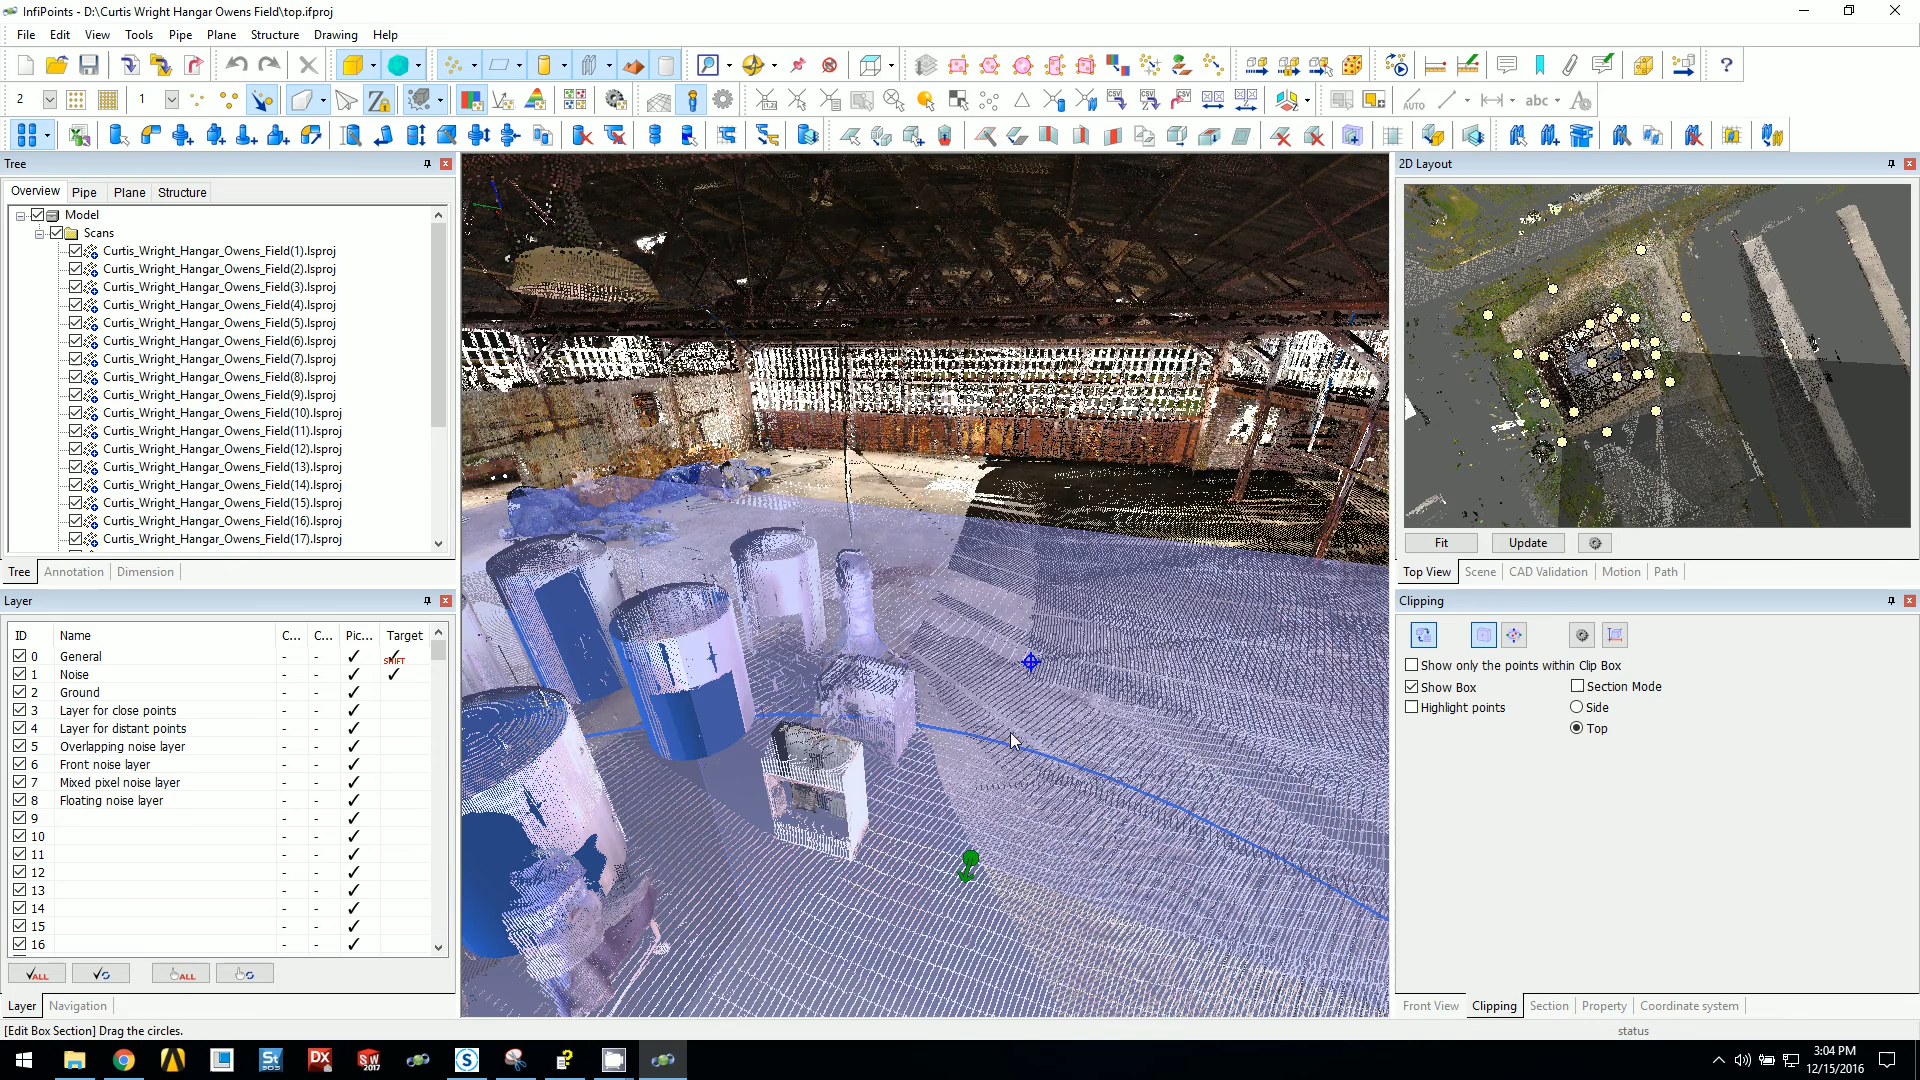 InfiPoints - D:\Curtis Wright Hangar Owens Field\top.ifproj
File Edit View Tools Pipe Plane Structure Drawing Help
2 1 AUTO abc
Tree
2D Layout
Overview Pipe Plane Structure
Model
Scans
Curtis_Wright_Hangar_Owens_Field(1).lsproj
Curtis_Wright_Hangar_Owens_Field(2).lsproj
Curtis_Wright_Hangar_Owens_Field(3).lsproj
Curtis_Wright_Hangar_Owens_Field(4).lsproj
Curtis_Wright_Hangar_Owens_Field(5).lsproj
Curtis_Wright_Hangar_Owens_Field(6).lsproj
Curtis_Wright_Hangar_Owens_Field(7).lsproj
Curtis_Wright_Hangar_Owens_Field(8).lsproj
Curtis_Wright_Hangar_Owens_Field(9).lsproj
Curtis_Wright_Hangar_Owens_Field(10).lsproj
Curtis_Wright_Hangar_Owens_Field(11).lsproj
Curtis_Wright_Hangar_Owens_Field(12).lsproj
Curtis_Wright_Hangar_Owens_Field(13).lsproj
Curtis_Wright_Hangar_Owens_Field(14).lsproj
Curtis_Wright_Hangar_Owens_Field(15).lsproj
Curtis_Wright_Hangar_Owens_Field(16).lsproj
Curtis_Wright_Hangar_Owens_Field(17).lsproj
Fit Update
Tree Annotation Dimension
Top View Scene CAD Validation Motion Path
Layer
Clipping
ID Name C... C... Pic... Target
0 General - - SHIFT
1 Noise - -
2 Ground - -
3 Layer for close points - -
4 Layer for distant points - -
5 Overlapping noise layer - -
6 Front noise layer - -
7 Mixed pixel noise layer - -
8 Floating noise layer - -
9 - -
10 - -
11 - -
12 - -
13 - -
14 - -
15 - -
16 - -
Show only the points within Clip Box
Show Box Section Mode
Highlight points Side
Top
ALL ALL
Layer Navigation
Front View Clipping Section Property Coordinate system
[Edit Box Section] Drag the circles.
status
3:04 PM
12/15/2016